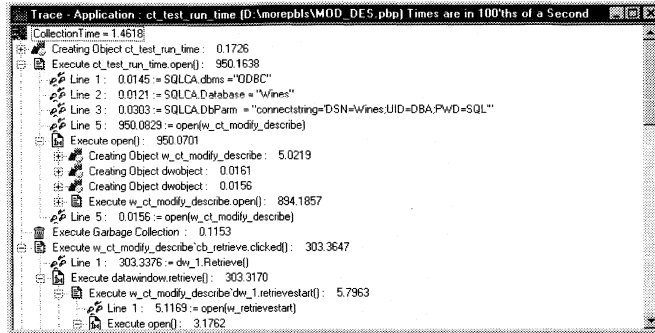 Trace - Application : ct_test_run_time (D:\morepbls\MOD_DES.pbp) Times are in 100'ths of a Second
CollectionTime = 1.4618
Creating Object ct_test_run_time : 0.1726
Execute ct_test_run_time.open() : 950.1638
Line 1 : 0.0145 := SQLCA.dbms ="ODBC"
Line 2 : 0.0121 := SQLCA.Database = "Wines"
Line 3 : 0.0303 := SQLCA.DbParm = "connectstring='DSN=Wines;UID=DBA;PWD=SQL'"
Line 5 : 950.0829 := open(w_ct_modify_describe)
Execute open() : 950.0701
Creating Object w_ct_modify_describe : 5.0219
Creating Object dwobject : 0.0161
Creating Object dwobject : 0.0156
Execute w_ct_modify_describe.open() : 894.1857
Line 5 : 0.0156 := open(w_ct_modify_describe)
Execute Garbage Collection : 0.1153
Execute w_ct_modify_describe`cb_retrieve.clicked() : 303.3647
Line 1 : 303.3376 := dw_1.Retrieve()
Execute datawindow.retrieve() : 303.3170
Execute w_ct_modify_describe`dw_1.retrievestart() : 5.7963
Line 1 : 5.1169 := open(w_retrievestart)
Execute open() : 3.1762